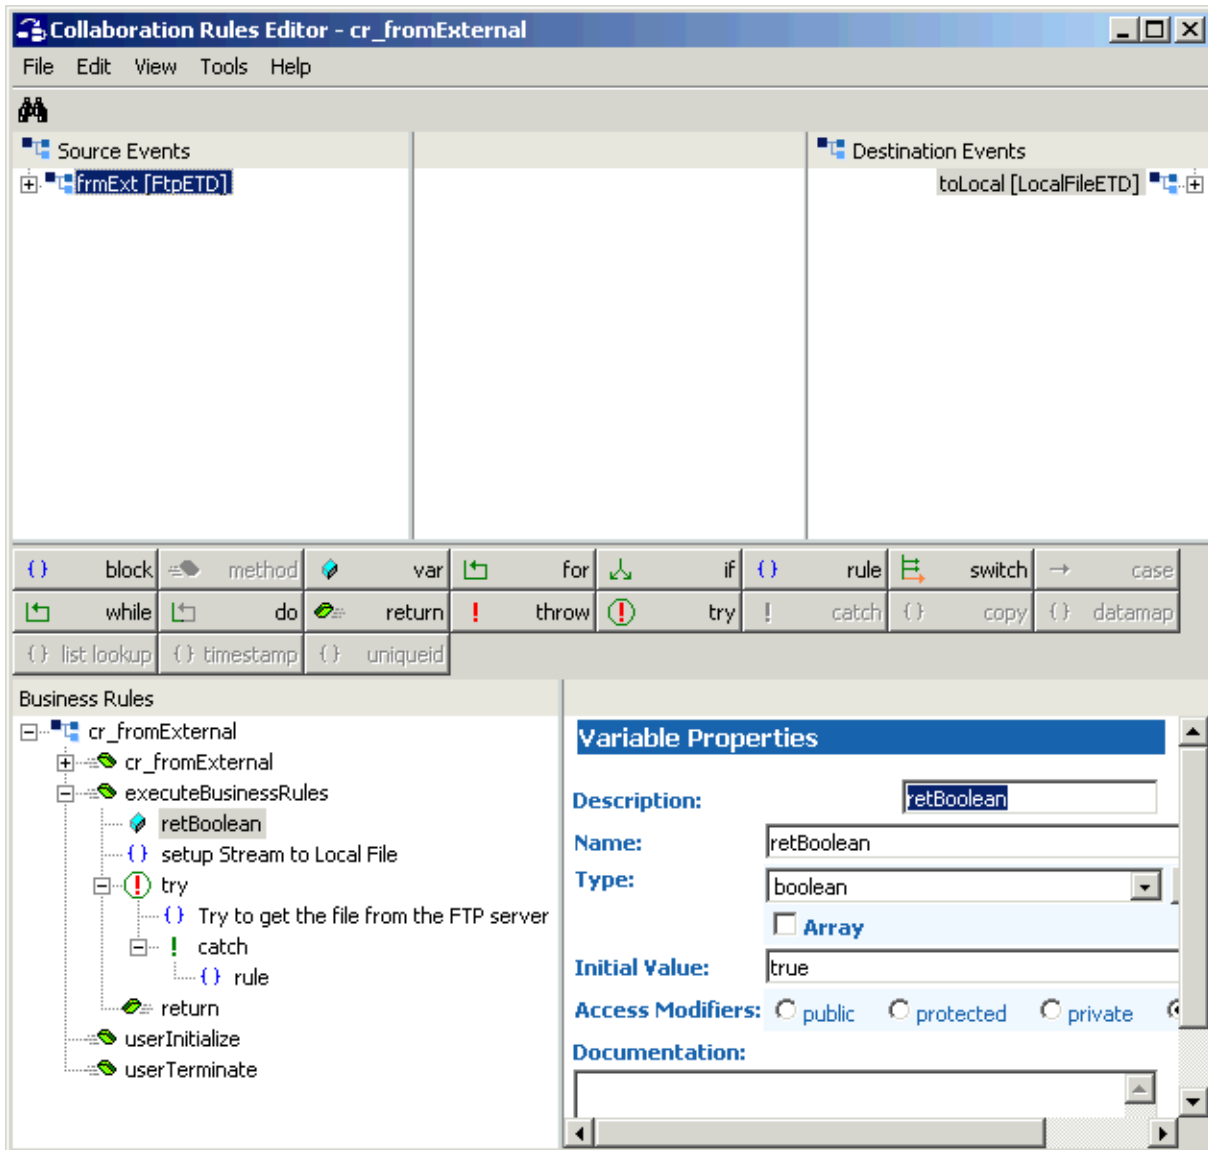 Collaboration Rules Editor - cr_fromExternal
File Edit View Tools Help
Source Events
Destination Events
frmExt [FtpETD]
toLocal [LocalFileETD]
block method var for if rule switch case
while do return throw try catch copy datamap
list lookup timestamp uniqueid
Business Rules
cr_fromExternal
cr_fromExternal
executeBusinessRules
retBoolean
setup Stream to Local File
try
Try to get the file from the FTP server
catch
rule
return
userInitialize
userTerminate
Variable Properties
Description: retBoolean
Name: retBoolean
Type: boolean
Array
Initial Value: true
Access Modifiers: public protected private
Documentation: